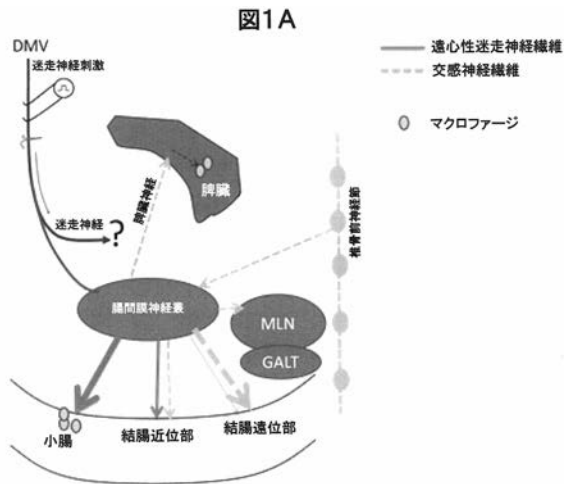 図1A
DMV
迷走神経刺激
遠心性迷走神経繊維
交感神経繊維
マクロファージ
脾臓
脾臓神経
迷走神経
?
椎骨前神経節
腸間膜神経叢
MLN
GALT
小腸
結腸近位部
結腸遠位部